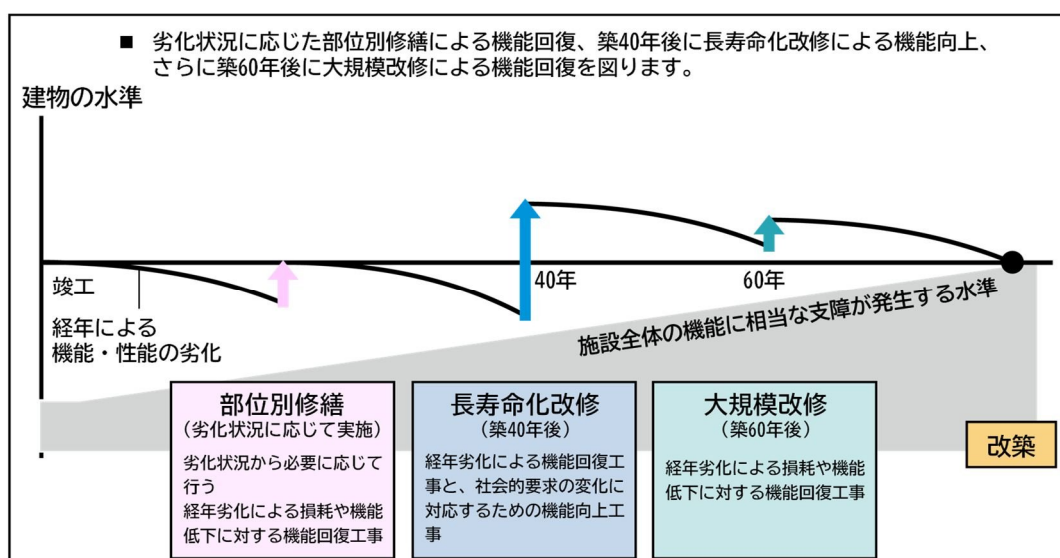 ■ 劣化状況に応じた部位別修繕による機能回復、築40年後に長寿命化改修による機能向上、
さらに築60年後に大規模改修による機能回復を図ります。
建物の水準
竣工
40年
60年
経年による
機能・性能の劣化
施設全体の機能に相当な支障が発生する水準
部位別修繕
(劣化状況に応じて実施)
劣化状況から必要に応じて
行う
経年劣化による損耗や機能
低下に対する機能回復工事
長寿命化改修
(築40年後)
経年劣化による機能回復工
事と、社会的要求の変化に
対応するための機能向上工
事
大規模改修
(築60年後)
経年劣化による損耗や機能
低下に対する機能回復工事
改築